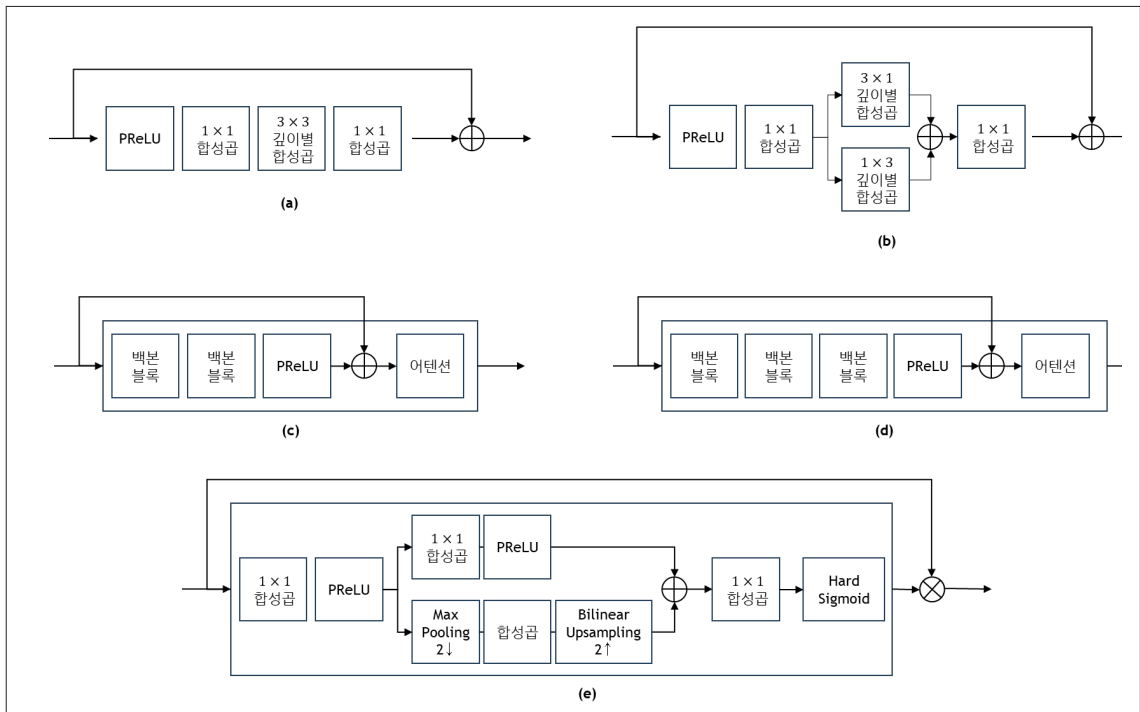 PReLU
1 × 1
합성곱
3 × 3
깊이별
합성곱
1 × 1
합성곱
(a)
PReLU
1 × 1
합성곱
3 × 1
깊이별
합성곱
1 × 3
깊이별
합성곱
1 × 1
합성곱
(b)
백본
블록
백본
블록
PReLU
어텐션
(c)
백본
블록
백본
블록
백본
블록
PReLU
어텐션
(d)
1 × 1
합성곱
PReLU
1 × 1
합성곱
PReLU
Max
Pooling
2↓
합성곱
Bilinear
Upsampling
2↑
1 × 1
합성곱
Hard
Sigmoid
(e)